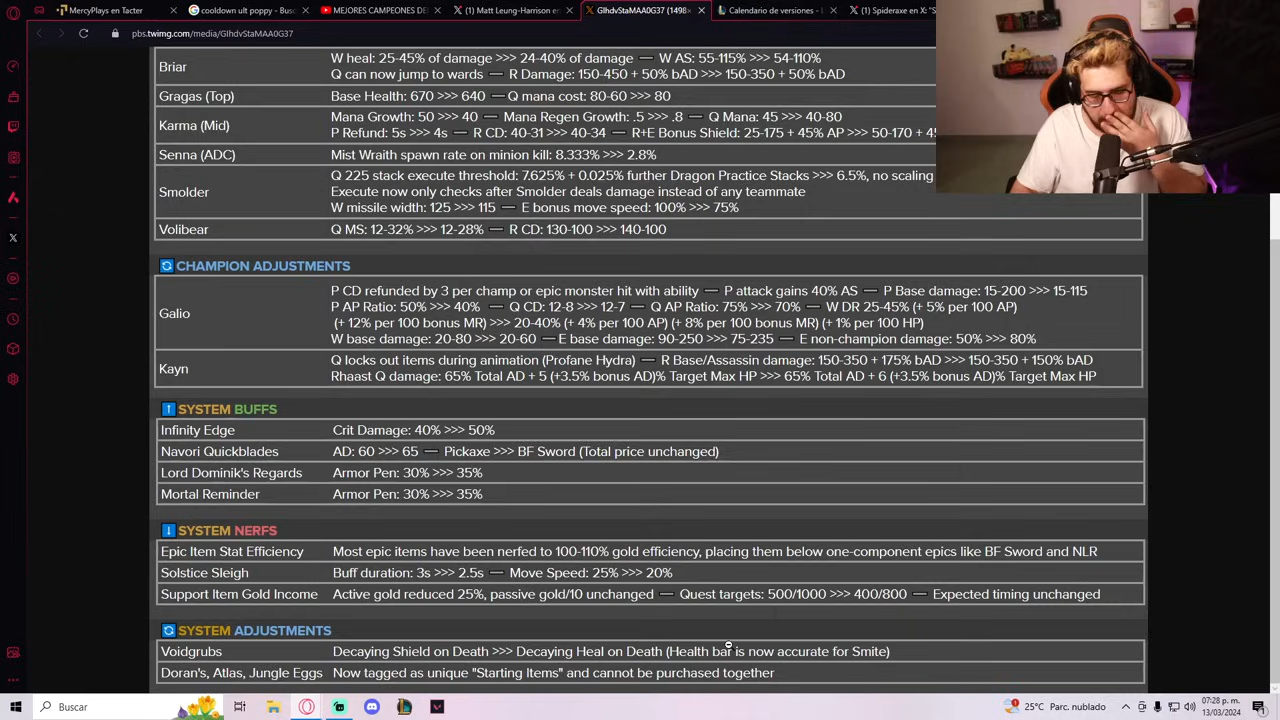 MercyPlays en Tacter
cooldown ult poppy - Busc
MEJORES CAMPEONES DE
(1) Matt Leung-Harrison e
GIhdvStaMAA0G37 (1498×
Calendario de versiones - L
(1) Spideraxe en X: "S
pbs.twimg.com/media/GIhdvStaMAA0G37
Briar
W heal: 25-45% of damage >>> 24-40% of damage — W AS: 55-115% >>> 54-110%
Q can now jump to wards — R Damage: 150-450 + 50% bAD >>> 150-350 + 50% bAD
Gragas (Top)
Base Health: 670 >>> 640 — Q mana cost: 80-60 >>> 80
Karma (Mid)
Mana Growth: 50 >>> 40 — Mana Regen Growth: .5 >>> .8 — Q Mana: 45 >>> 40-80
P Refund: 5s >>> 4s — R CD: 40-31 >>> 40-34 — R+E Bonus Shield: 25-175 + 45% AP >>> 50-170 + 45
Senna (ADC)
Mist Wraith spawn rate on minion kill: 8.333% >>> 2.8%
Smolder
Q 225 stack execute threshold: 7.625% + 0.025% further Dragon Practice Stacks >>> 6.5%, no scaling
Execute now only checks after Smolder deals damage instead of any teammate
W missile width: 125 >>> 115 — E bonus move speed: 100% >>> 75%
Volibear
Q MS: 12-32% >>> 12-28% — R CD: 130-100 >>> 140-100
CHAMPION ADJUSTMENTS
Galio
P CD refunded by 3 per champ or epic monster hit with ability — P attack gains 40% AS — P Base damage: 15-200 >>> 15-115
P AP Ratio: 50% >>> 40% — Q CD: 12-8 >>> 12-7 — Q AP Ratio: 75% >>> 70% — W DR 25-45% (+ 5% per 100 AP)
(+ 12% per 100 bonus MR) >>> 20-40% (+ 4% per 100 AP) (+ 8% per 100 bonus MR) (+ 1% per 100 HP)
W base damage: 20-80 >>> 20-60 — E base damage: 90-250 >>> 75-235 — E non-champion damage: 50% >>> 80%
Kayn
Q locks out items during animation (Profane Hydra) — R Base/Assassin damage: 150-350 + 175% bAD >>> 150-350 + 150% bAD
Rhaast Q damage: 65% Total AD + 5 (+3.5% bonus AD)% Target Max HP >>> 65% Total AD + 6 (+3.5% bonus AD)% Target Max HP
SYSTEM BUFFS
Infinity Edge
Crit Damage: 40% >>> 50%
Navori Quickblades
AD: 60 >>> 65 — Pickaxe >>> BF Sword (Total price unchanged)
Lord Dominik's Regards
Armor Pen: 30% >>> 35%
Mortal Reminder
Armor Pen: 30% >>> 35%
SYSTEM NERFS
Epic Item Stat Efficiency
Most epic items have been nerfed to 100-110% gold efficiency, placing them below one-component epics like BF Sword and NLR
Solstice Sleigh
Buff duration: 3s >>> 2.5s — Move Speed: 25% >>> 20%
Support Item Gold Income
Active gold reduced 25%, passive gold/10 unchanged — Quest targets: 500/1000 >>> 400/800 — Expected timing unchanged
SYSTEM ADJUSTMENTS
Voidgrubs
Decaying Shield on Death >>> Decaying Heal on Death (Health bar is now accurate for Smite)
Doran's, Atlas, Jungle Eggs
Now tagged as unique "Starting Items" and cannot be purchased together
Buscar
25°C Parc. nublado
07:28 p. m.
13/03/2024